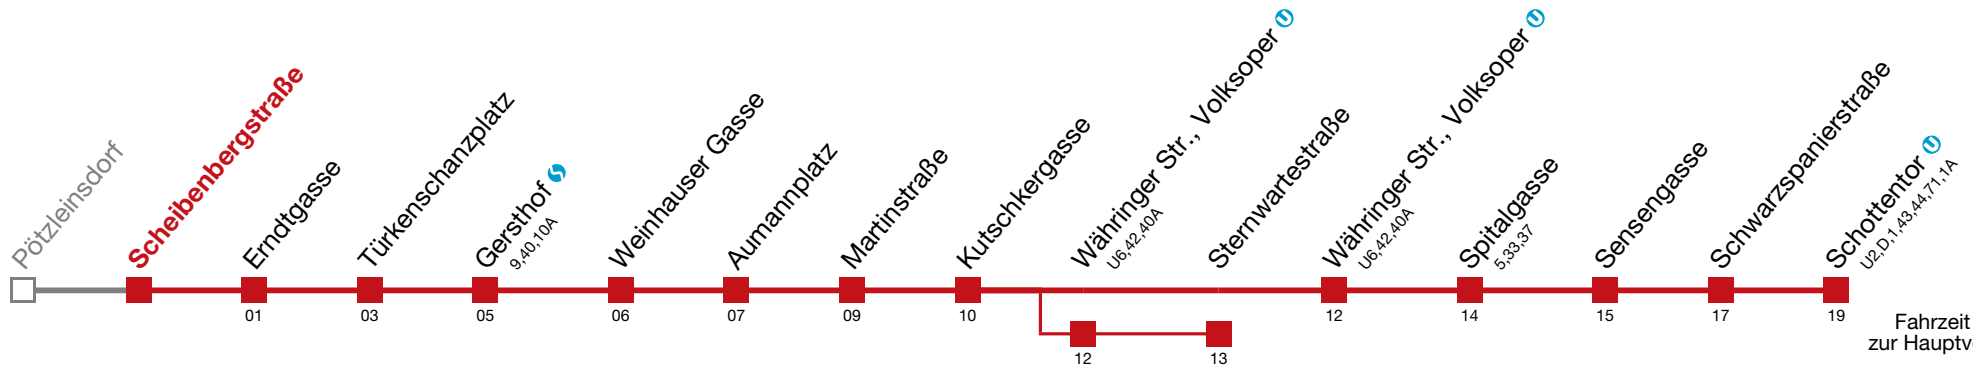 Pötzleinsdorf
Scheibenbergstraße
Erndtgasse
01
Türkenschanzplatz
03
Gersthof S
9,40,10A
05
Weinhauser Gasse
06
Aumannplatz
07
Martinstraße
09
Kutschkergasse
10
Währinger Str., Volksoper U
U6,42,40A
12
Sternwartestraße
13
Währinger Str., Volksoper U
U6,42,40A
12
Spitalgasse
5,33,37
14
Sensengasse
15
Schwarzspanierstraße
17
Schottentor U
U2,D,1,43,44,71,1A
19
Fahrzeit
zur Hauptv